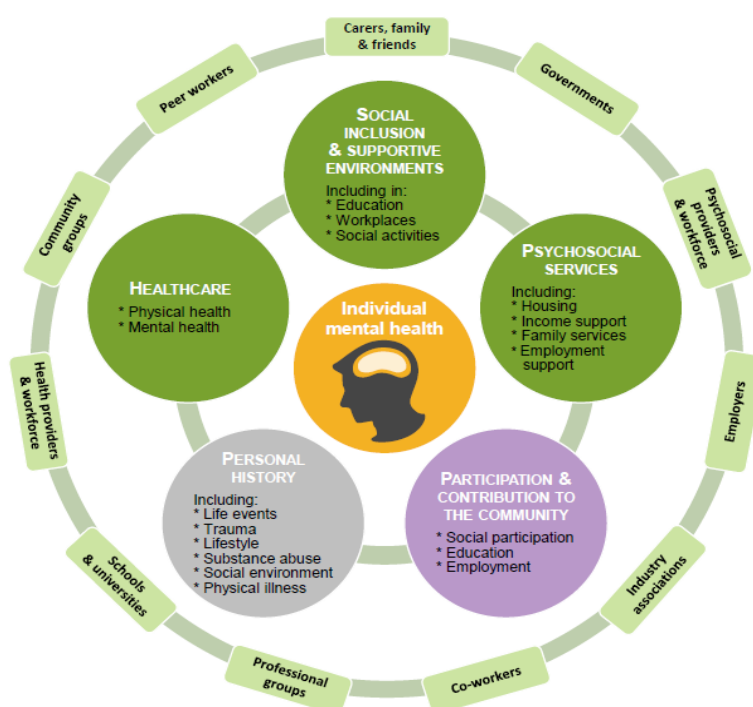 Carers, family
& friends
Governments
Psychosocial
providers
& workforce
Employers
Industry
associations
Co-workers
Professional
groups
Schools
& universities
Health providers
& workforce
Community
groups
Peer workers
SOCIAL
INCLUSION
& SUPPORTIVE
ENVIRONMENTS
Including in:
* Education
* Workplaces
* Social activities
PSYCHOSOCIAL
SERVICES
Including:
* Housing
* Income support
* Family services
* Employment
support
PARTICIPATION &
CONTRIBUTION TO
THE COMMUNITY
* Social participation
* Education
* Employment
PERSONAL
HISTORY
Including:
* Life events
* Trauma
* Lifestyle
* Substance abuse
* Social environment
* Physical illness
HEALTHCARE
* Physical health
* Mental health
Individual
mental health